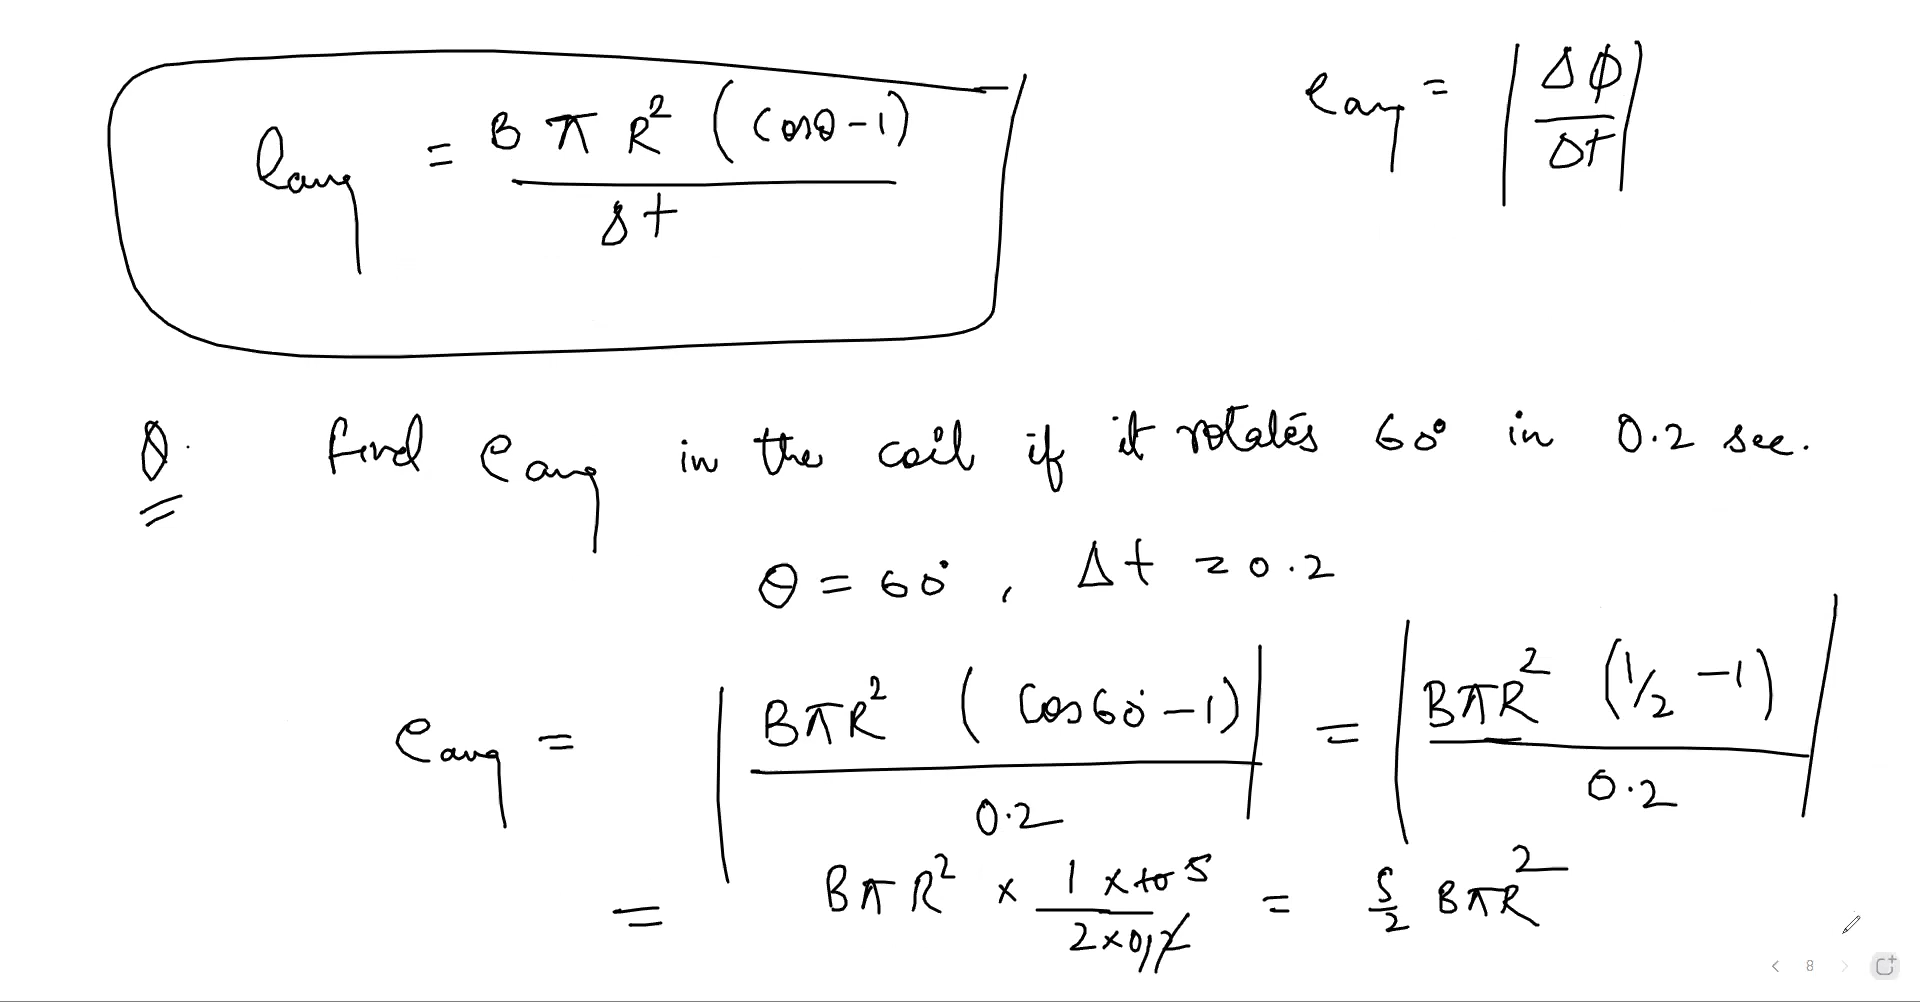 e_avg = B π R² (cosθ - 1) / Δt
e_avg = |Δϕ / Δt|
Q. find e_avg in the coil if it rotates 60° in 0.2 sec.
θ = 60°, Δt = 0.2
e_avg = |BπR² (cos60° - 1) / 0.2| = |BπR² (1/2 - 1) / 0.2|
= BπR² × 1 × 10 5 / 2 × 0.2 = 5/2 BπR²
< 8 >